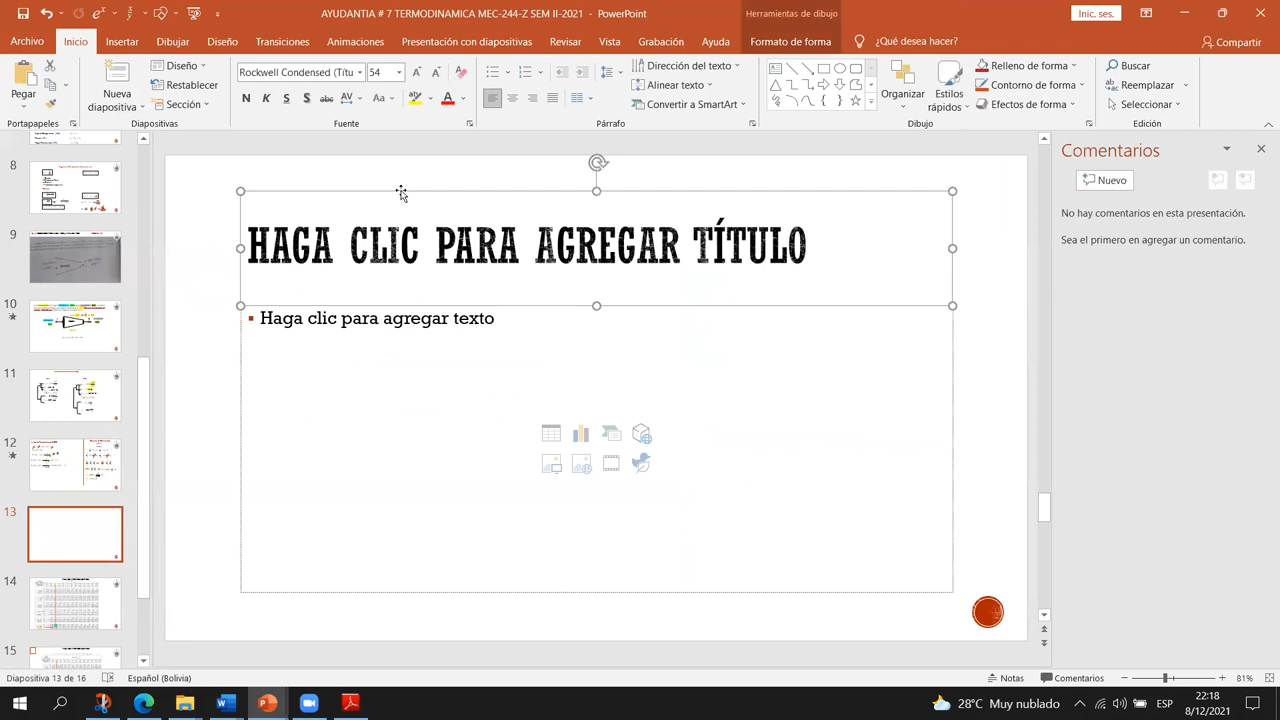 AYUDANTIA # 7 TERMODINAMICA MEC-244-Z SEM II-2021 - PowerPoint
Herramientas de dibujo
Inic. ses.
Archivo Inicio Insertar Dibujar Diseño Transiciones Animaciones Presentación con diapositivas Revisar Vista Grabación Ayuda Formato de forma ¿Qué desea hacer? Compartir
Pegar
Nueva diapositiva
Diseño
Restablecer
Sección
Rockwell Condensed (Títu 54
N K S S abc AV Aa A
Dirección del texto
Alinear texto
Convertir a SmartArt
Organizar
Estilos rápidos
Relleno de forma
Contorno de forma
Efectos de forma
Buscar
Reemplazar
Seleccionar
Portapapeles Diapositivas Fuente Párrafo Dibujo Edición
8
9
10
11
12
13
14
15
HAGA CLIC PARA AGREGAR TÍTULO
Haga clic para agregar texto
Comentarios
Nuevo
No hay comentarios en esta presentación.
Sea el primero en agregar un comentario.
Diapositiva 13 de 16 Español (Bolivia) Notas Comentarios 81%
28°C Muy nublado ESP 22:18
8/12/2021